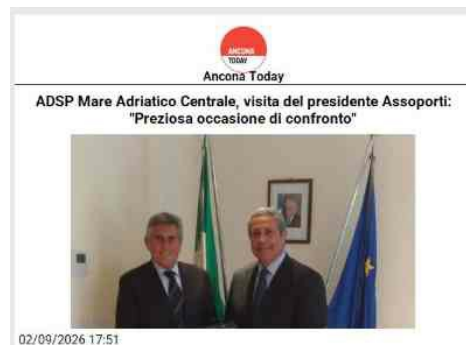 ANCONA
TODAY
Ancona Today
ADSP Mare Adriatico Centrale, visita del presidente Assoporti:
"Preziosa occasione di confronto"
02/09/2026 17:51